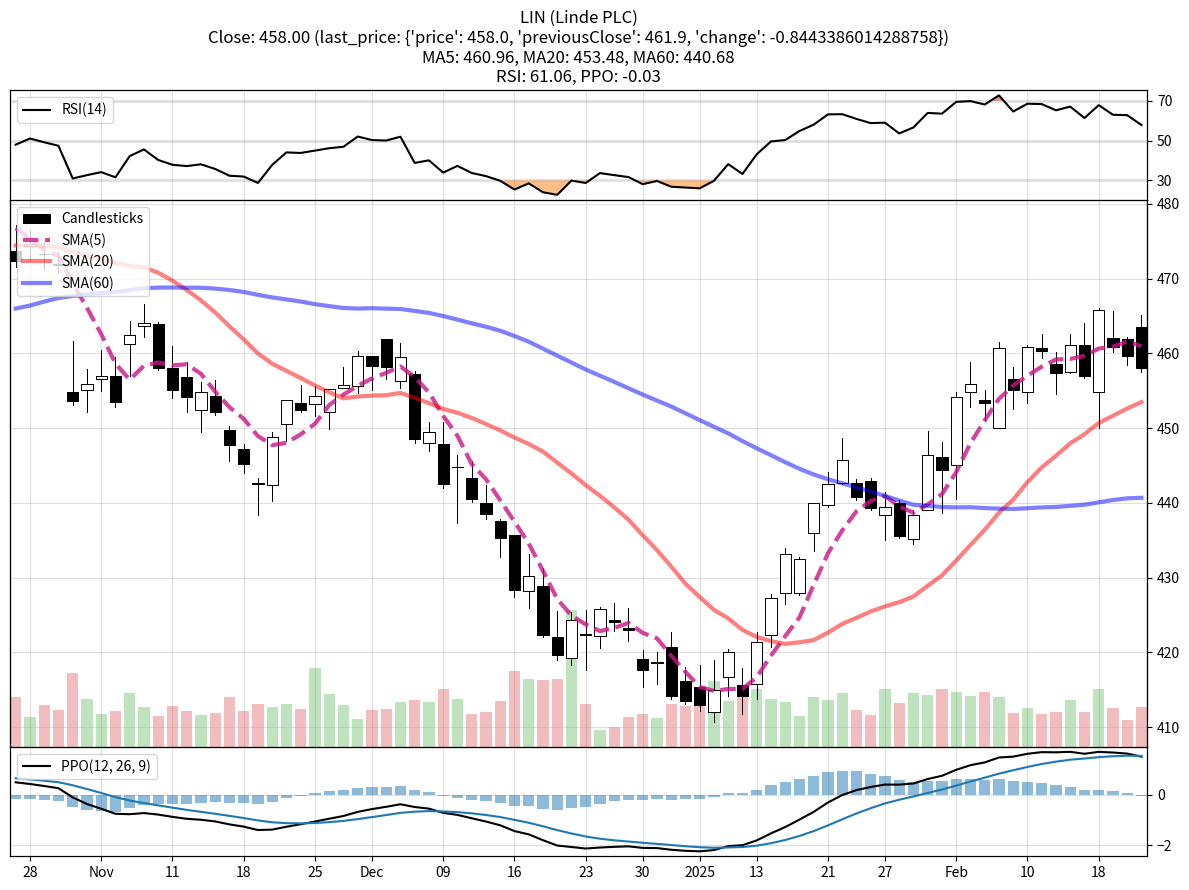 LIN (Linde PLC)
Close: 458.00 (last_price: {'price': 458.0, 'previousClose': 461.9, 'change': -0.8443386014288758})
MA5: 460.96, MA20: 453.48, MA60: 440.68
RSI: 61.06, PPO: -0.03
RSI(14)
70
50
30
Candlesticks
SMA(5)
SMA(20)
SMA(60)
480
470
460
450
440
430
420
410
PPO(12, 26, 9)
0
−2
28 Nov 11 18 25 Dec 09 16 23 30 2025 13 21 27 Feb 10 18